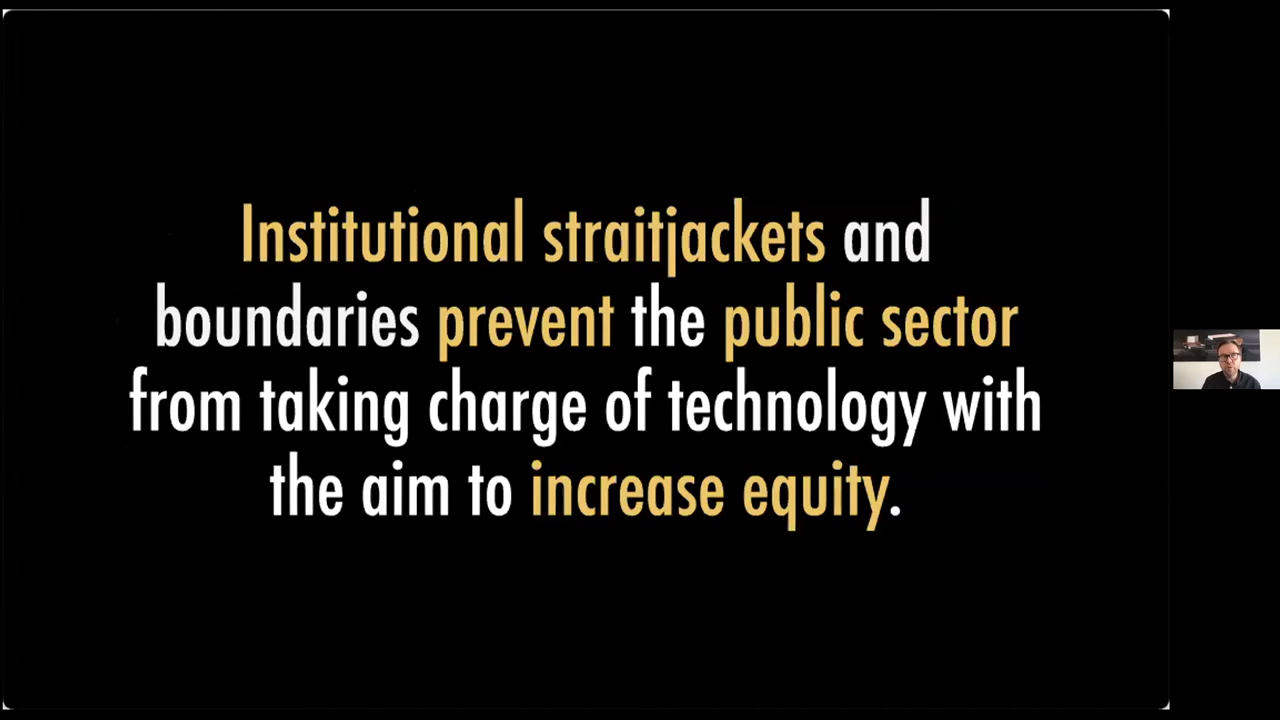 Institutional straitjackets and
boundaries prevent the public sector
from taking charge of technology with
the aim to increase equity.